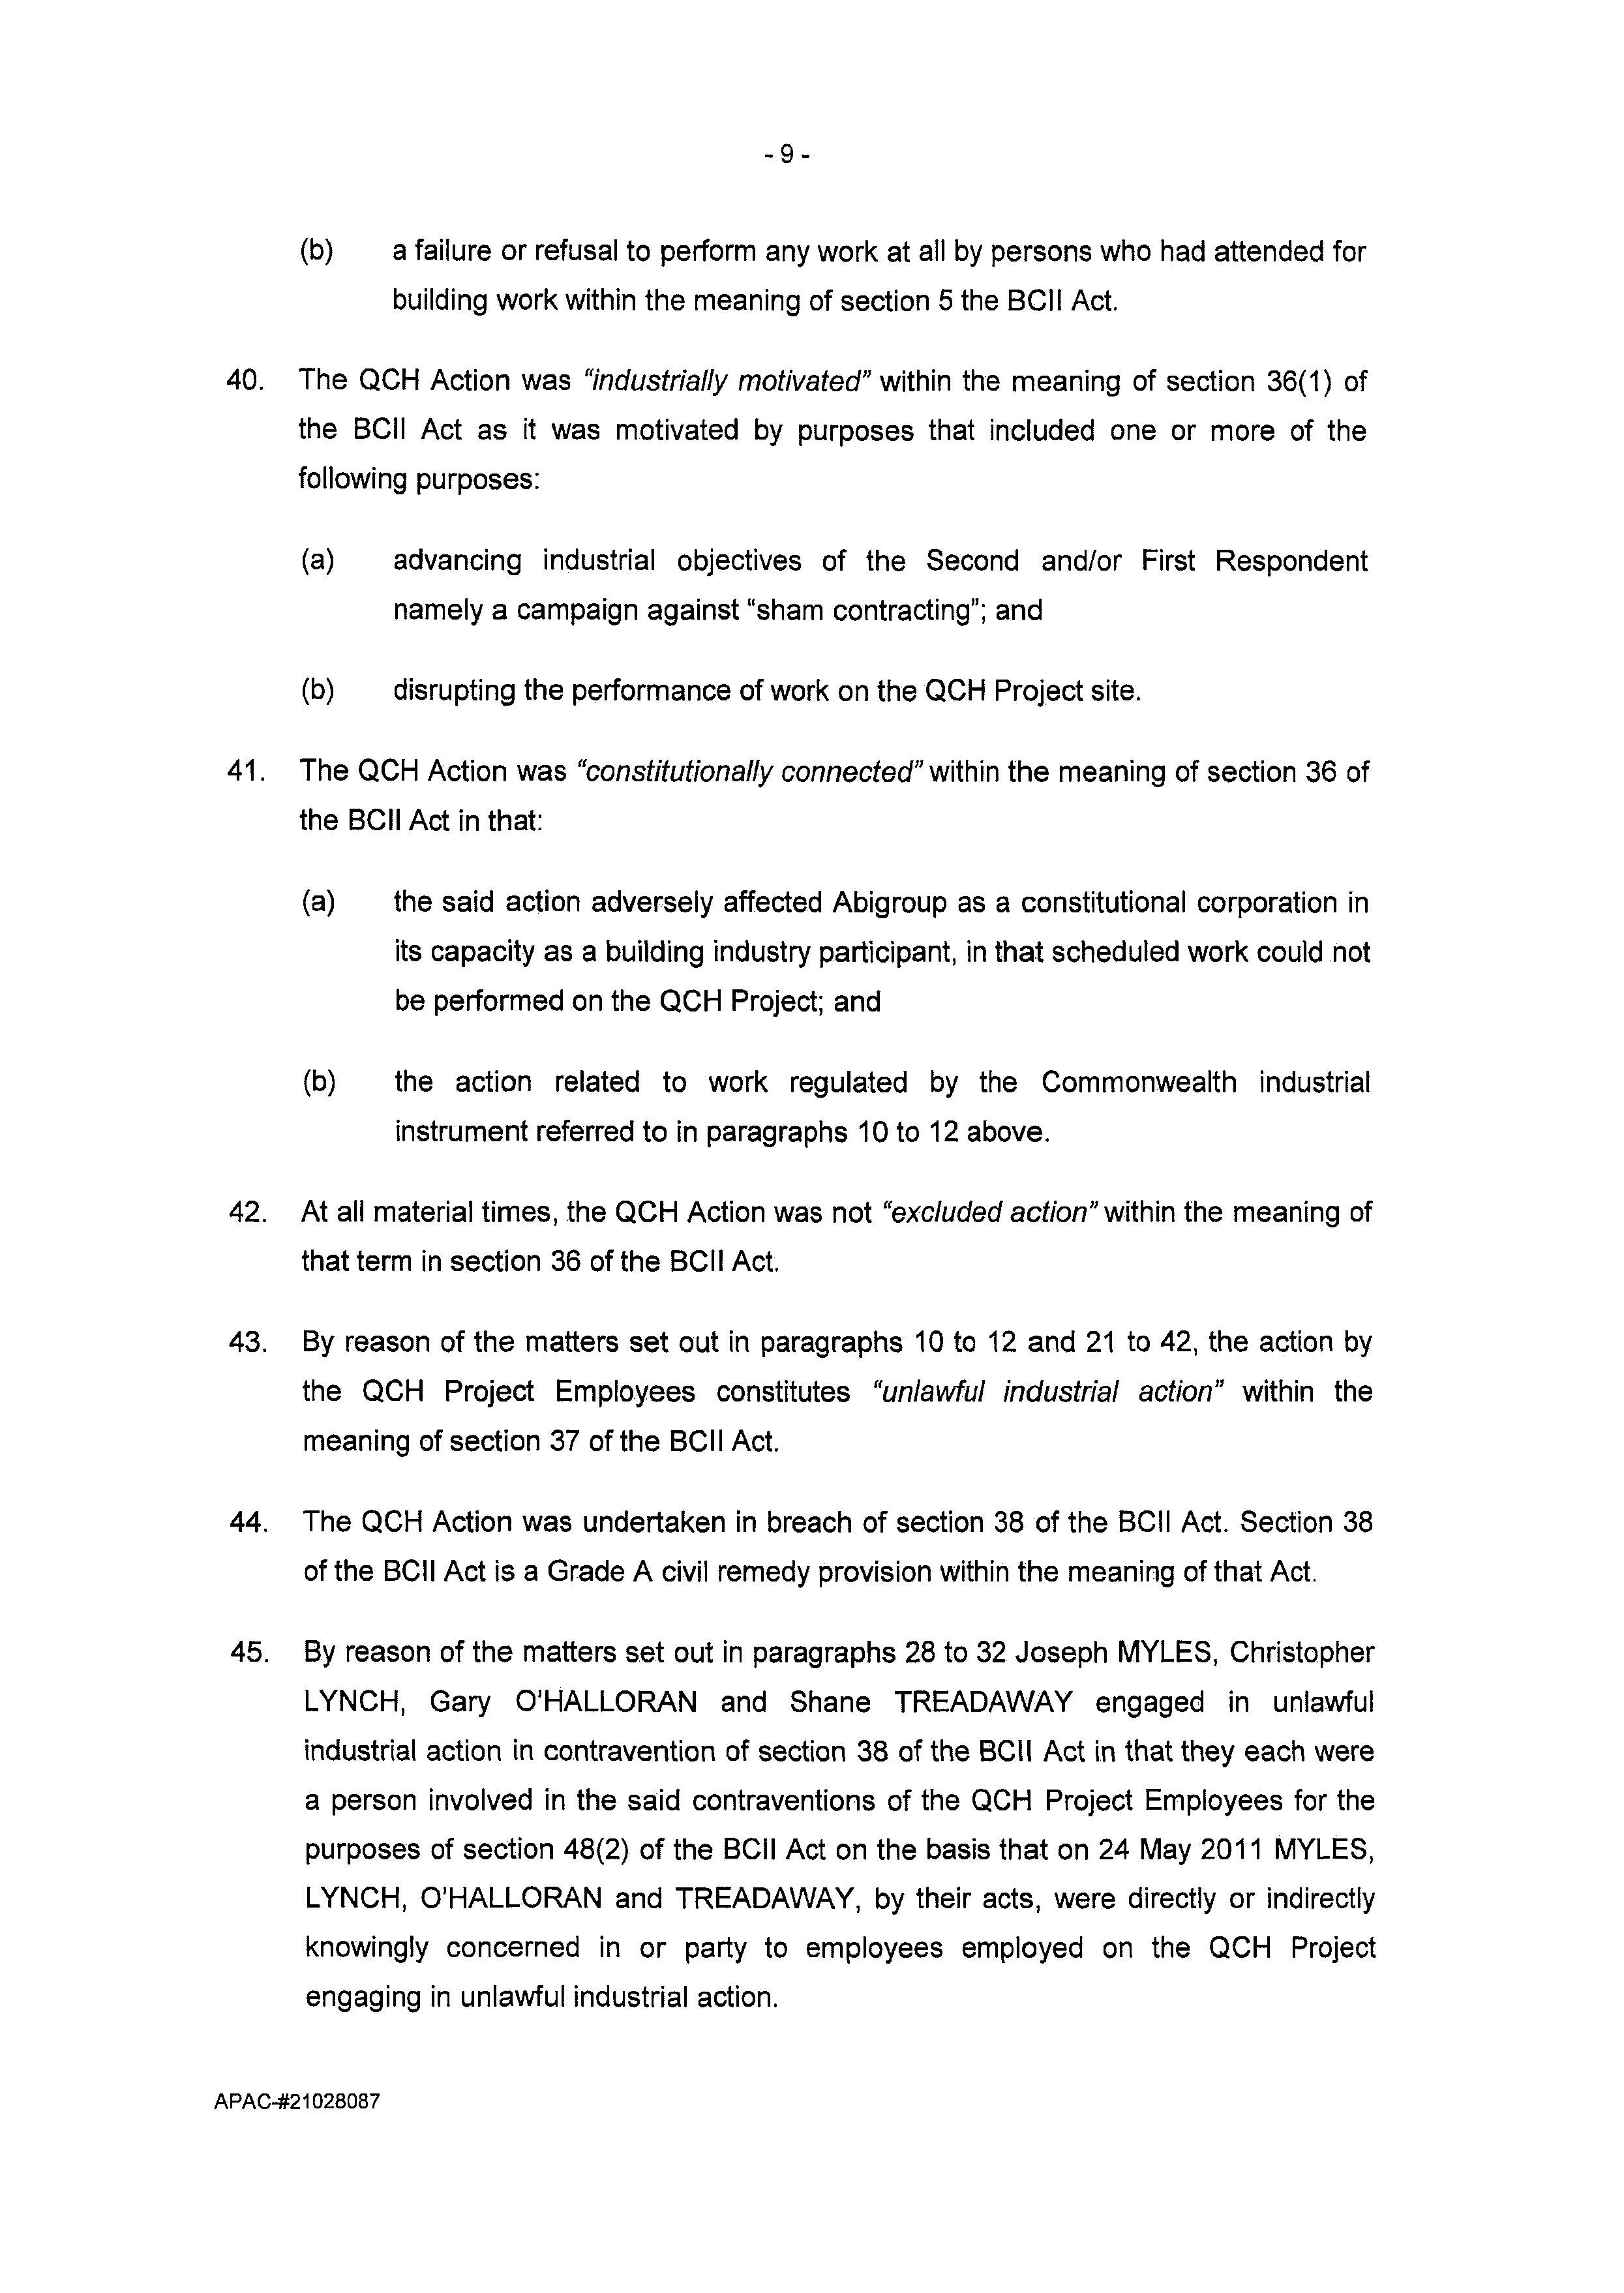 - 9 -
(b) a failure or refusal to perform any work at all by persons who had attended for
building work within the meaning of section 5 the BCII Act.
40. The QCH Action was “industrially motivated” within the meaning of section 36(1) of
the BCII Act as it was motivated by purposes that included one or more of the
following purposes:
(a) advancing industrial objectives of the Second and/or First Respondent
namely a campaign against “sham contracting”; and
(b) disrupting the performance of work on the QCH Project site.
41. The QCH Action was “constitutionally connected” within the meaning of section 36 of
the BCII Act in that:
(a) the said action adversely affected Abigroup as a constitutional corporation in
its capacity as a building industry participant, in that scheduled work could not
be performed on the QCH Project; and
(b) the action related to work regulated by the Commonwealth industrial
instrument referred to in paragraphs 10 to 12 above.
42. At all material times, the QCH Action was not “excluded action” within the meaning of
that term in section 36 of the BCII Act.
43. By reason of the matters set out in paragraphs 10 to 12 and 21 to 42, the action by
the QCH Project Employees constitutes “unlawful industrial action” within the
meaning of section 37 of the BCII Act.
44. The QCH Action was undertaken in breach of section 38 of the BCII Act. Section 38
of the BCII Act is a Grade A civil remedy provision within the meaning of that Act.
45. By reason of the matters set out in paragraphs 28 to 32 Joseph MYLES, Christopher
LYNCH, Gary O’HALLORAN and Shane TREADAWAY engaged in unlawful
industrial action in contravention of section 38 of the BCII Act in that they each were
a person involved in the said contraventions of the QCH Project Employees for the
purposes of section 48(2) of the BCII Act on the basis that on 24 May 2011 MYLES,
LYNCH, O’HALLORAN and TREADAWAY, by their acts, were directly or indirectly
knowingly concerned in or party to employees employed on the QCH Project
engaging in unlawful industrial action.
APAC-#21028087